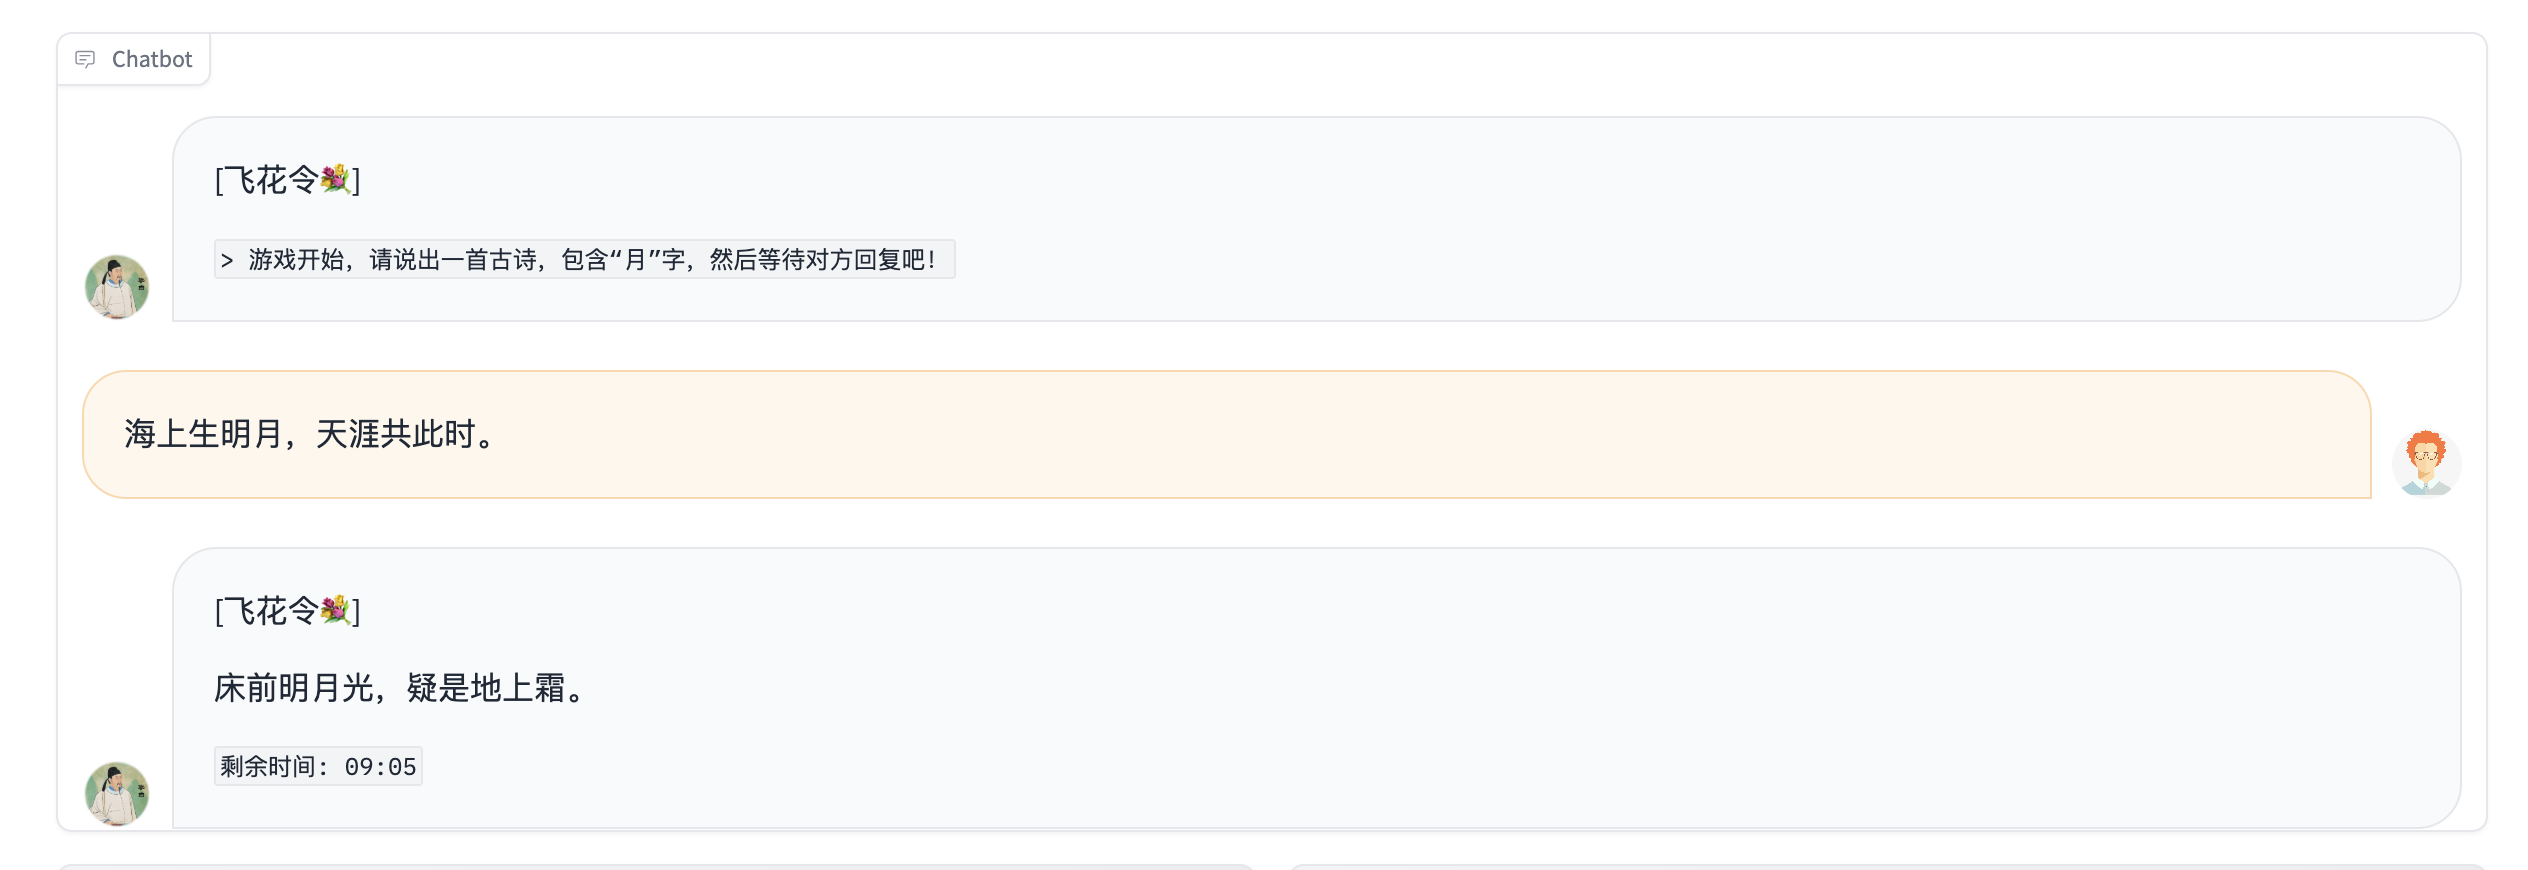 Chatbot
[飞花令💐]
> 游戏开始，请说出一首古诗，包含“月”字，然后等待对方回复吧！
海上生明月，天涯共此时。
[飞花令💐]
床前明月光，疑是地上霜。
剩余时间: 09:05